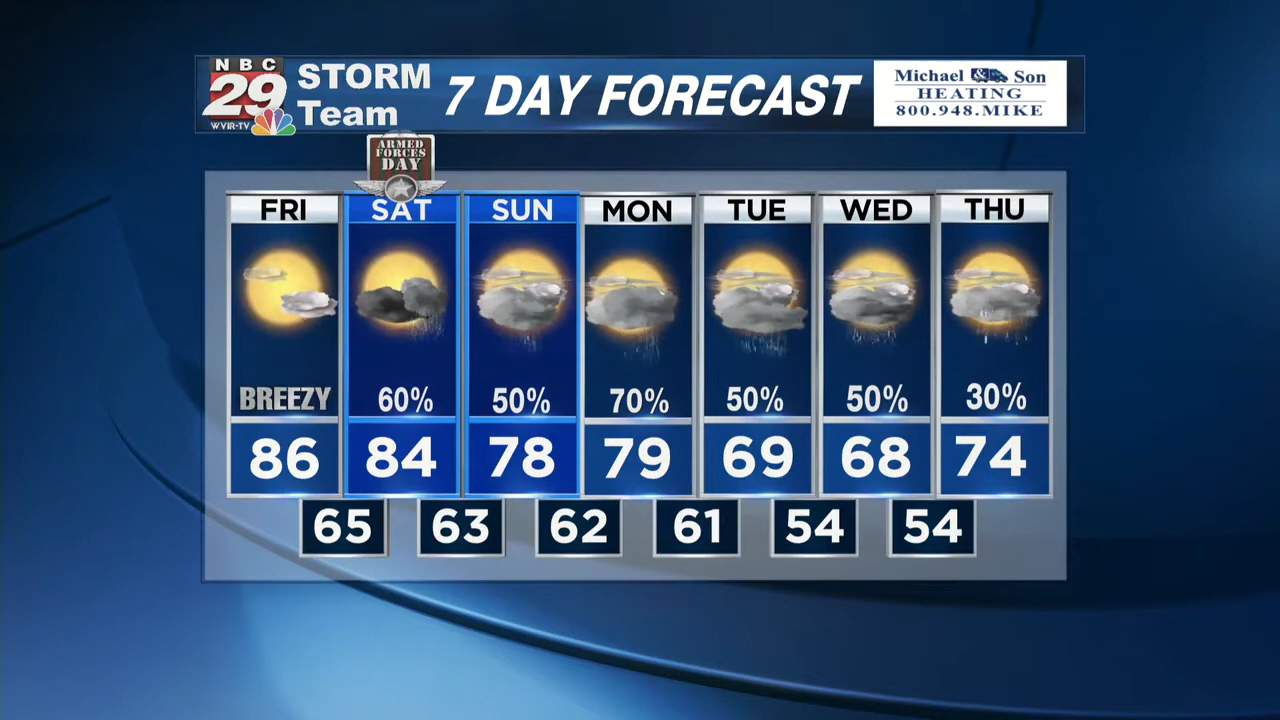 NBC
29
WVIR-TV
STORM
Team
7 DAY FORECAST
Michael & Son
HEATING
800.948.MIKE
ARMED
FORCES
DAY
FRI SAT SUN MON TUE WED THU
BREEZY 60% 50% 70% 50% 50% 30%
86 84 78 79 69 68 74
65 63 62 61 54 54